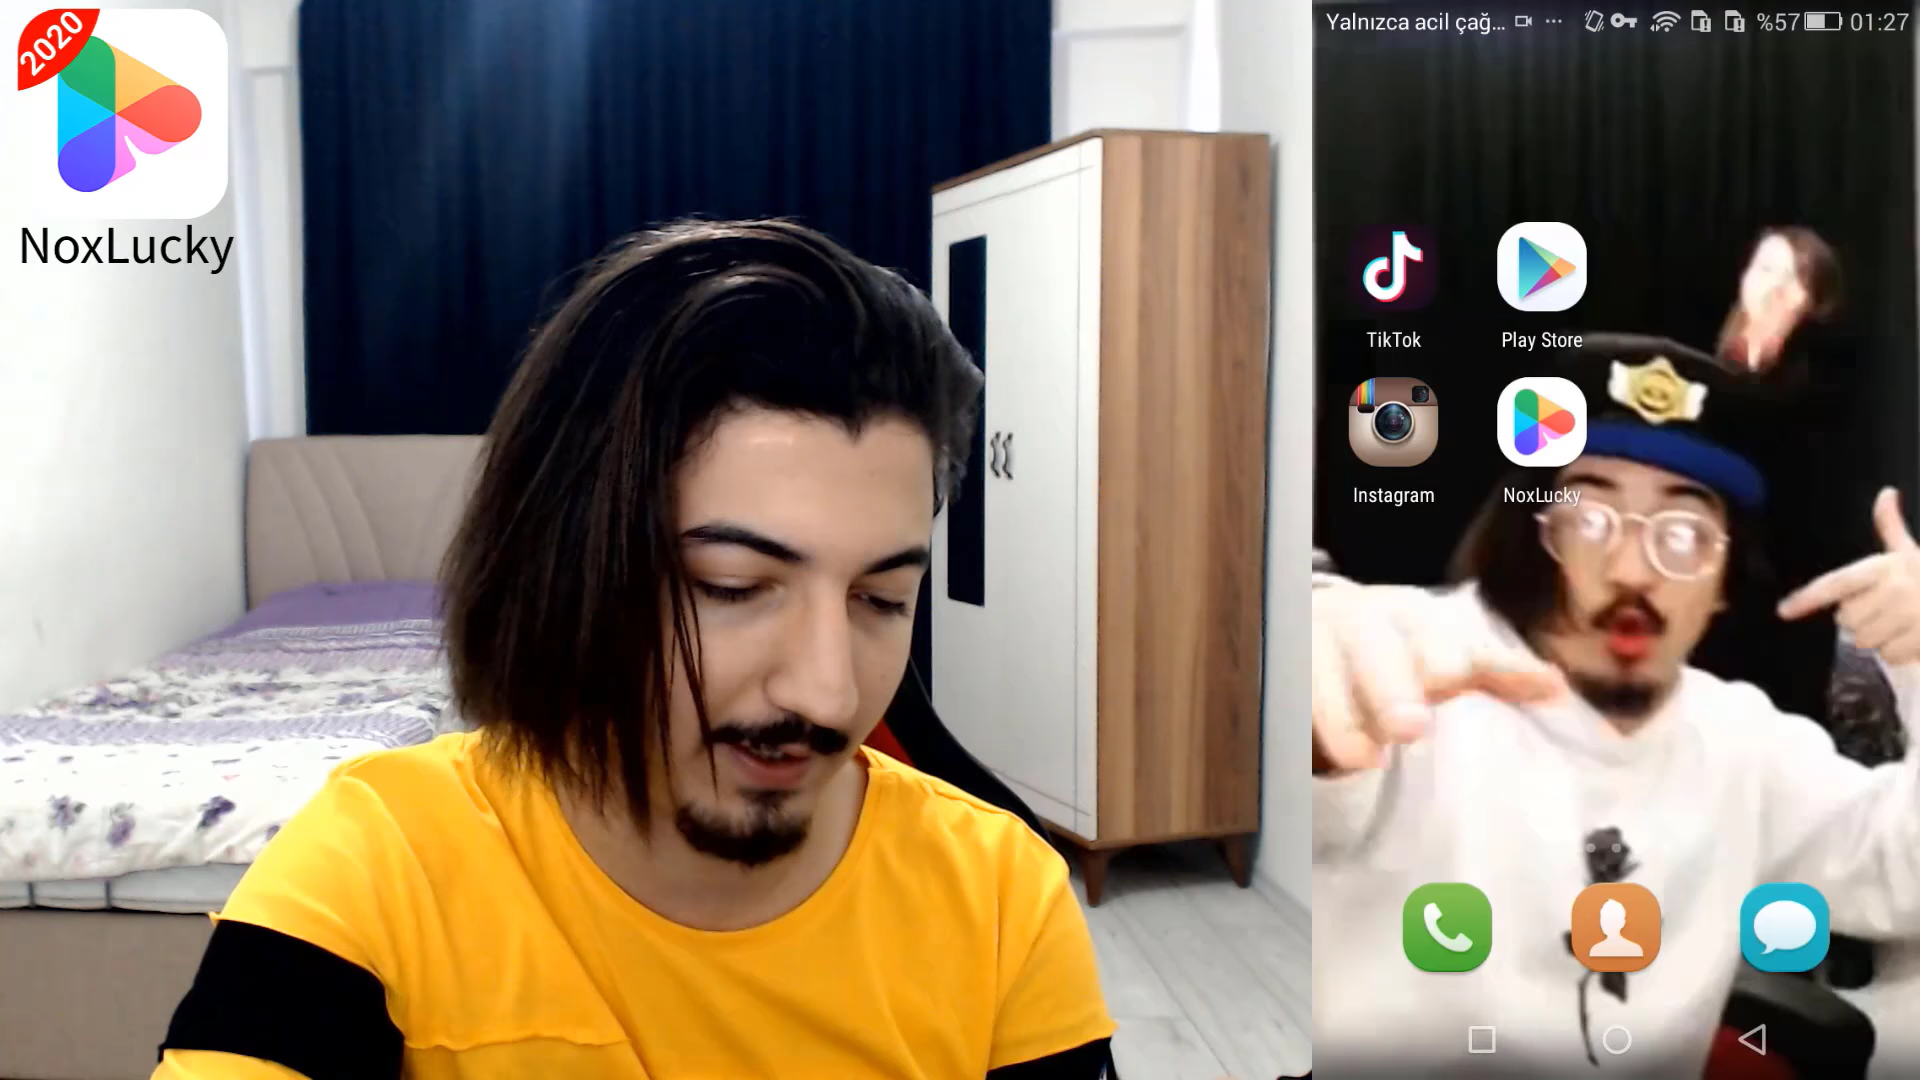 2020
NoxLucky
Yalnızca acil çağ... %57 01:27
TikTok
Play Store
Instagram
NoxLucky